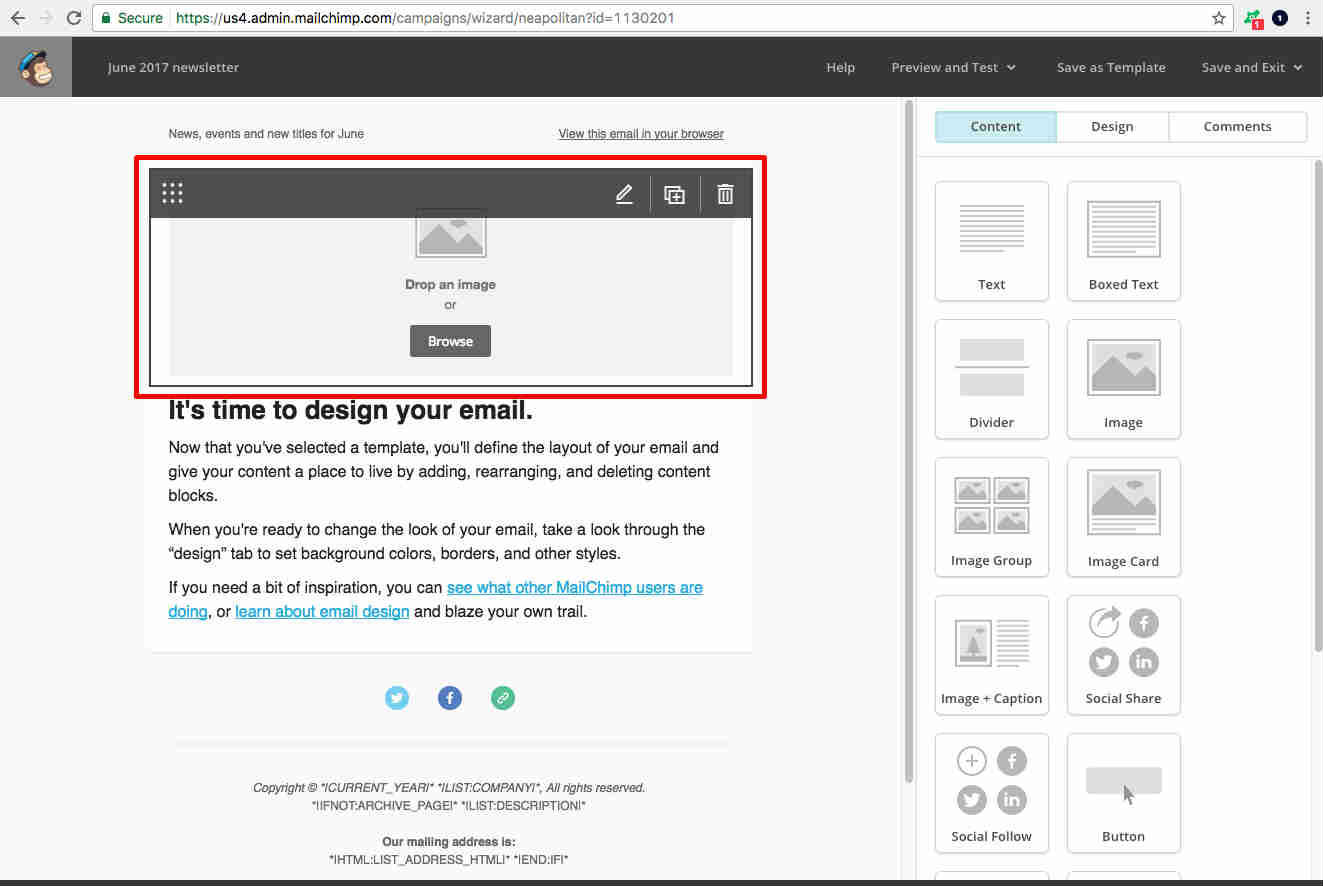 Secure https://us4.admin.mailchimp.com/campaigns/wizard/neapolitan?id=1130201
1 1
June 2017 newsletter Help Preview and Test Save as Template Save and Exit
Content Design Comments
News, events and new titles for June View this email in your browser
Drop an image
or
Browse
It's time to design your email.
Now that you've selected a template, you'll define the layout of your email and
give your content a place to live by adding, rearranging, and deleting content
blocks.
When you're ready to change the look of your email, take a look through the
“design” tab to set background colors, borders, and other styles.
If you need a bit of inspiration, you can see what other MailChimp users are
doing, or learn about email design and blaze your own trail.
Copyright © *|CURRENT_YEAR|* *|LIST:COMPANY|*, All rights reserved.
*|IFNOT:ARCHIVE_PAGE|* *|LIST:DESCRIPTION|*
Our mailing address is:
*|HTML:LIST_ADDRESS_HTML|* *|END:IF|*
Text Boxed Text
Divider Image
Image Group Image Card
Image + Caption Social Share
Social Follow Button